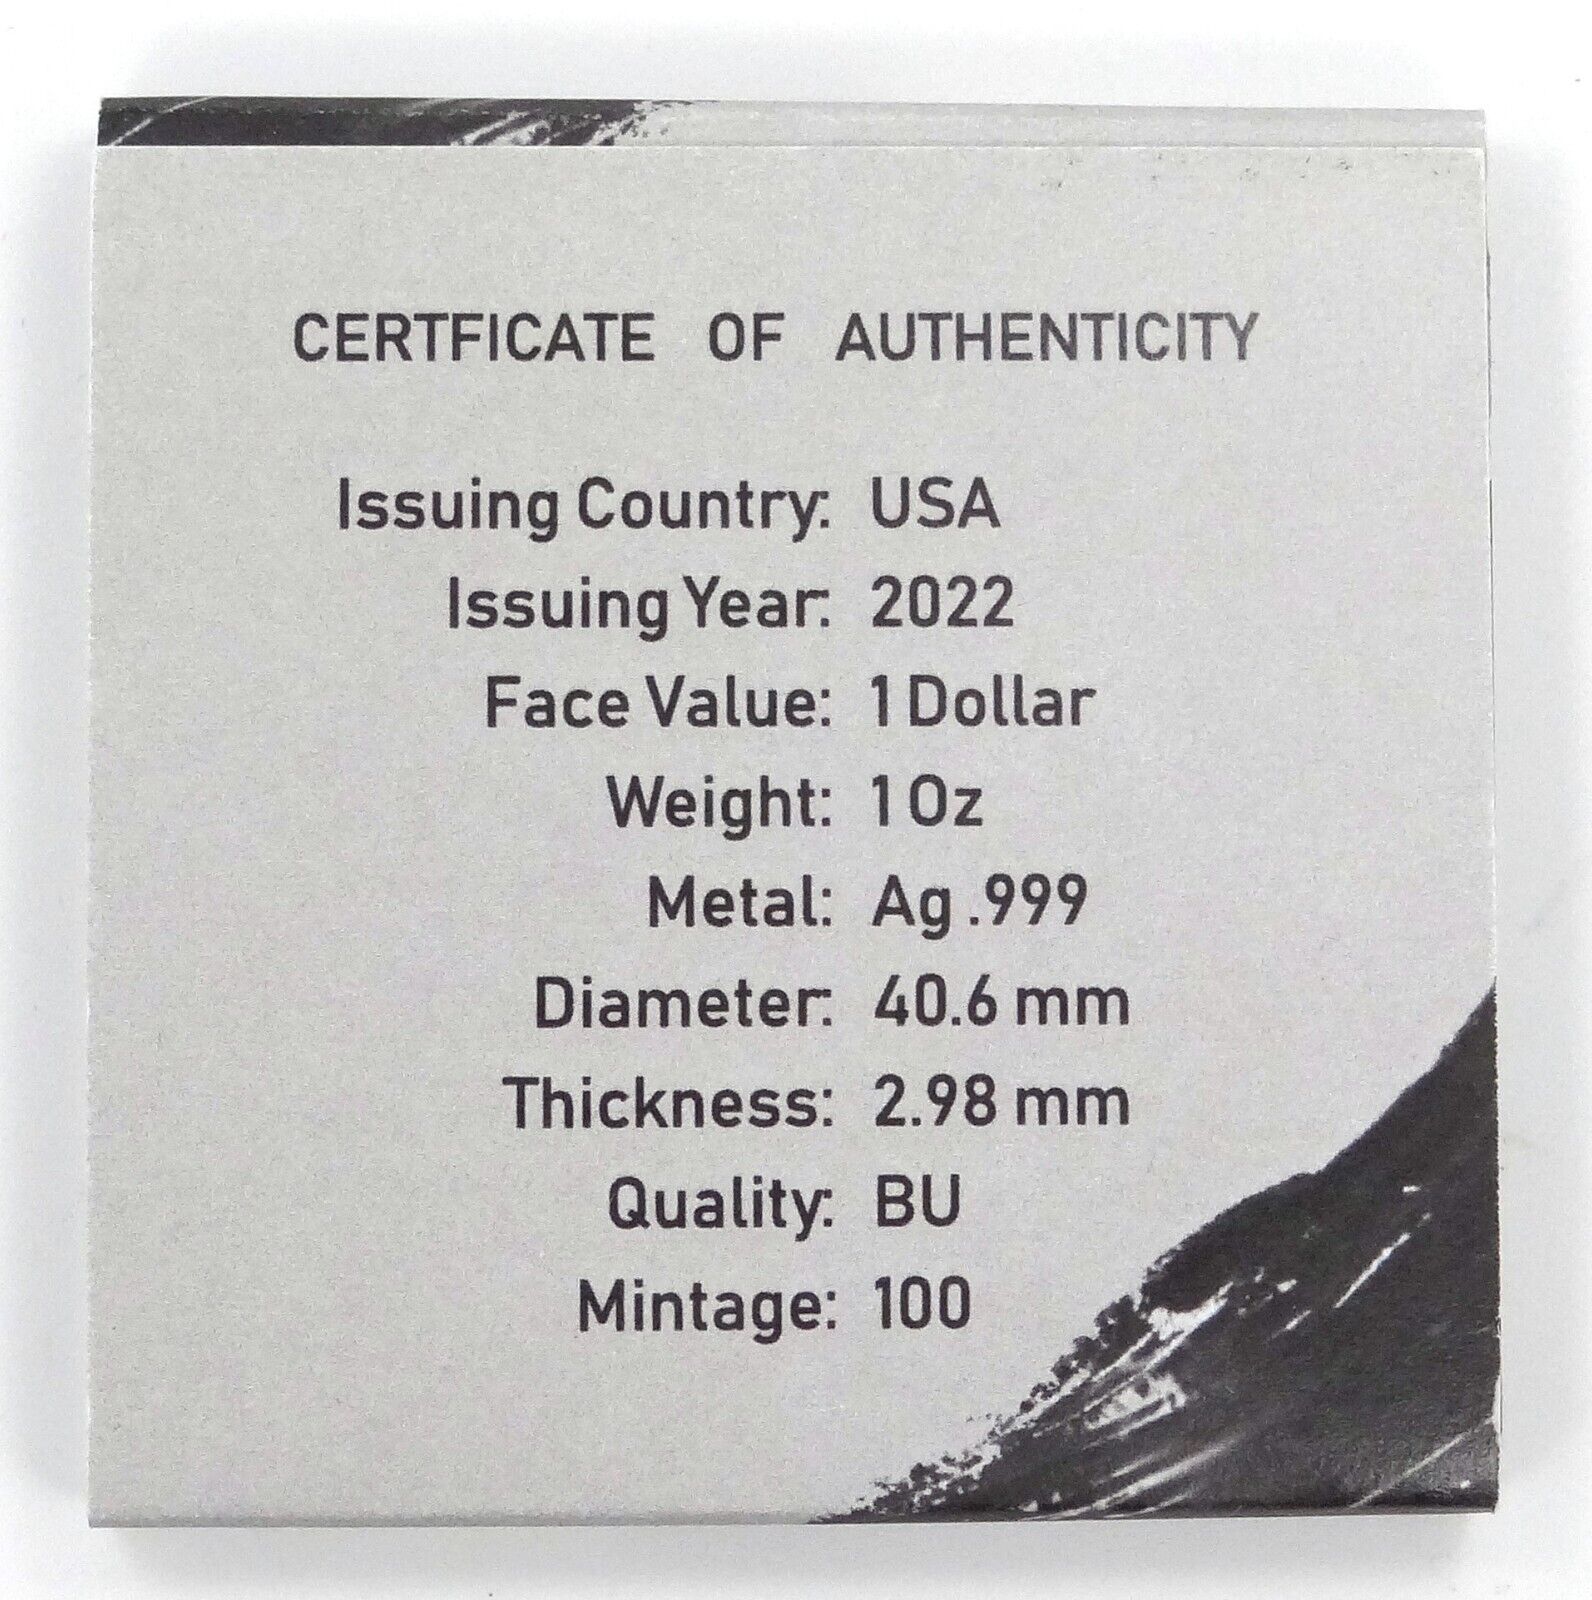 CERTFICATE OF AUTHENTICITY
Issuing Country: USA
Issuing Year: 2022
Face Value: 1 Dollar
Weight: 1 Oz
Metal: Ag .999
Diameter: 40.6 mm
Thickness: 2.98 mm
Quality: BU
Mintage: 100